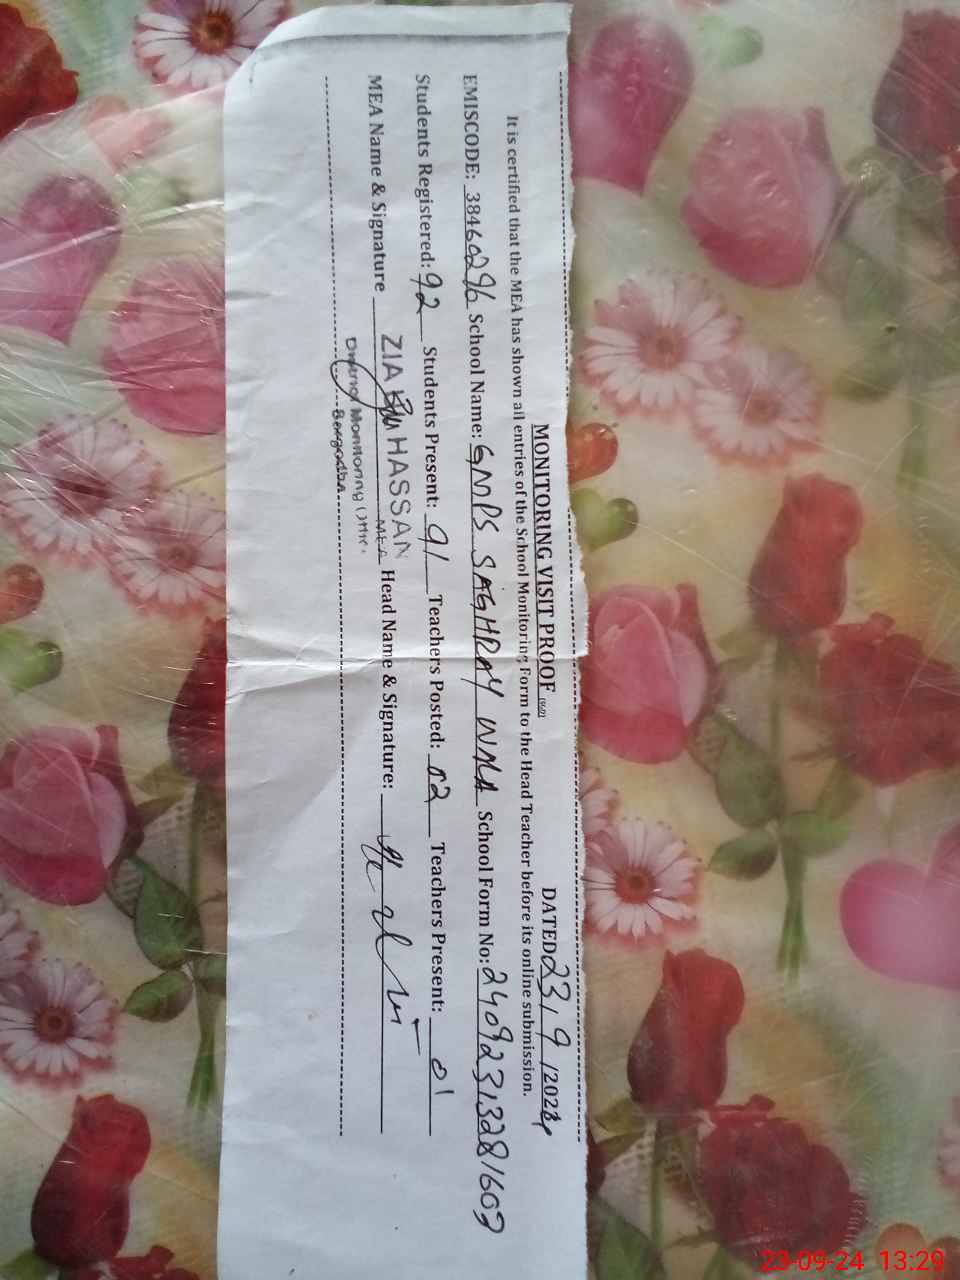 MONITORING VISIT PROOF DATED 23/9/2024
It is certified that the MEA has shown all entries of the School Monitoring Form to the Head Teacher before its online submission.
EMISCODE: 38460296 School Name: GMPS SAGHRAY WALA School Form No: 24092313281603
Students Registered: 92 Students Present: 91 Teachers Posted: 02 Teachers Present: 01
MEA Name & Signature ZIA HASSAN Head Name & Signature:
MEA
District Monitoring Office
23-09-24 13:29